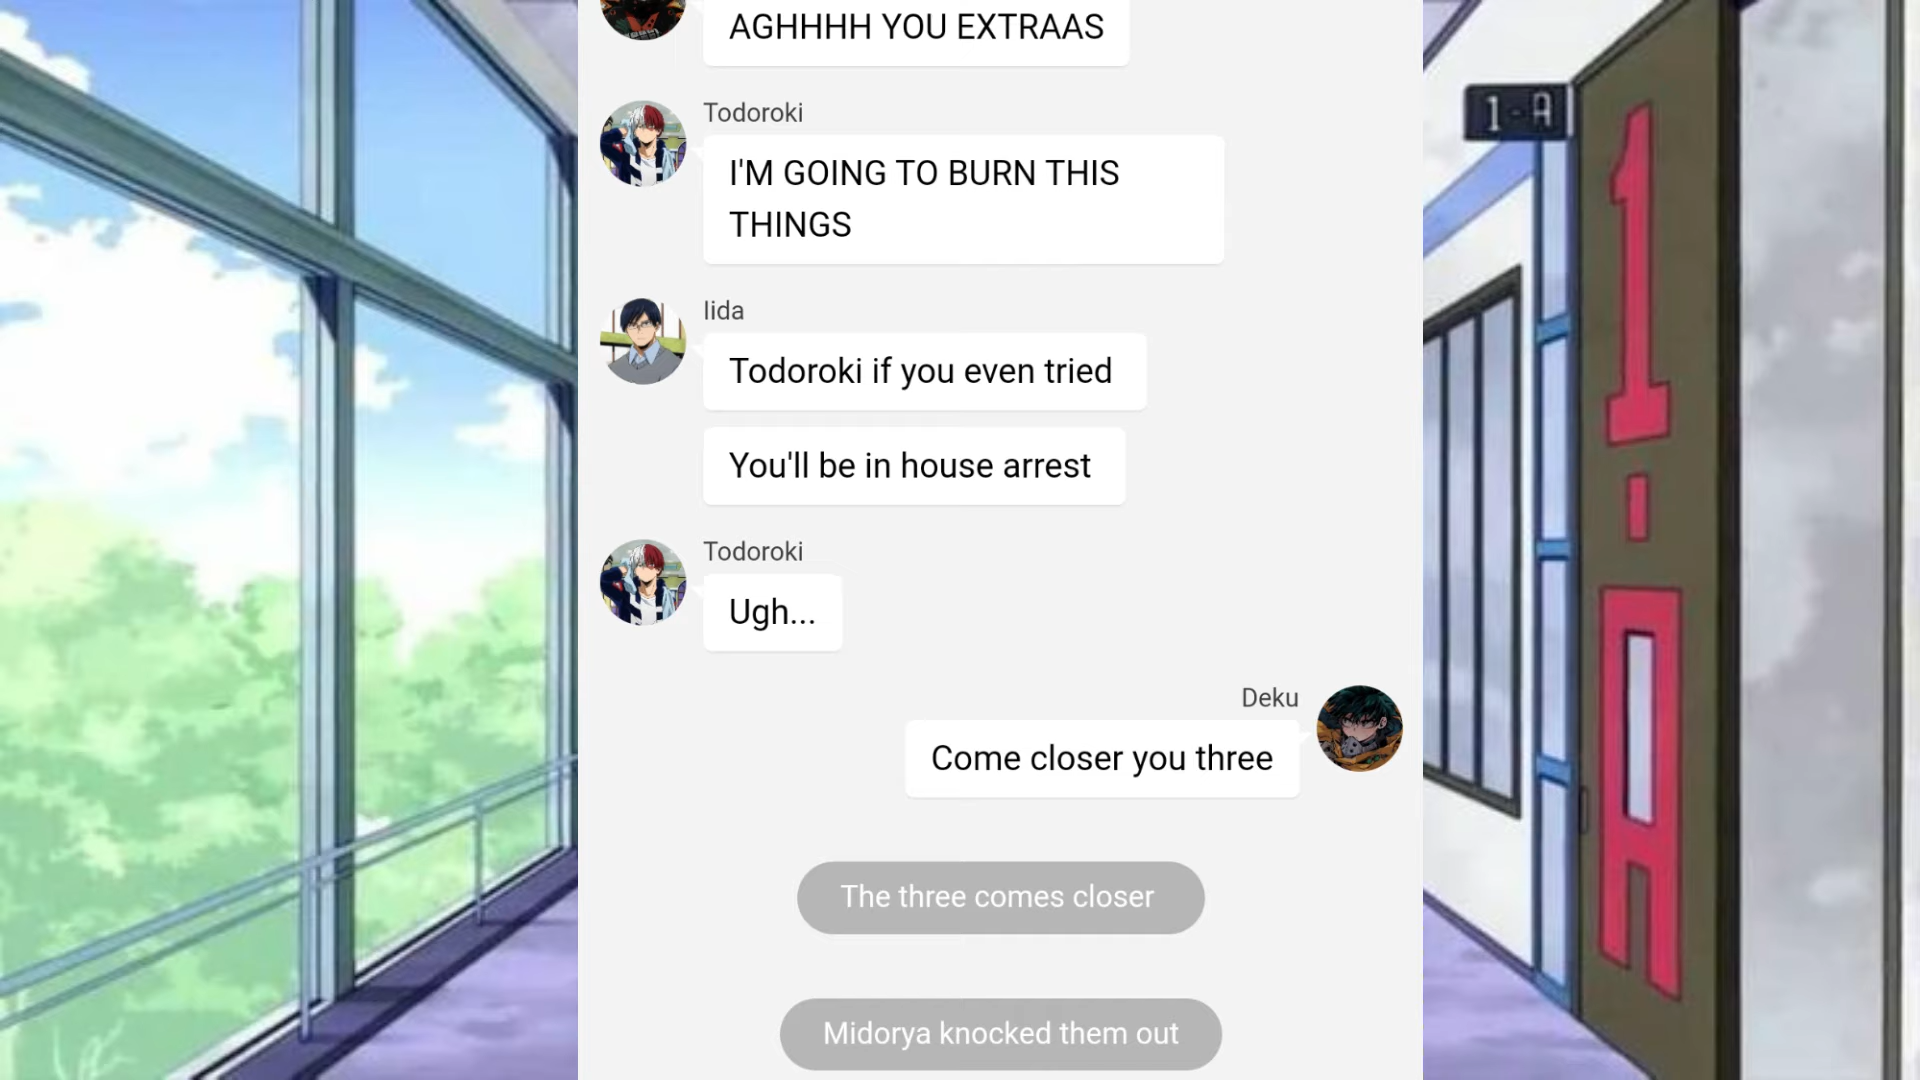 AGHHHH YOU EXTRAAS
Todoroki
I'M GOING TO BURN THIS
THINGS
Iida
Todoroki if you even tried
You'll be in house arrest
Todoroki
Ugh...
Deku
Come closer you three
The three comes closer
Midorya knocked them out
1-A
1-A